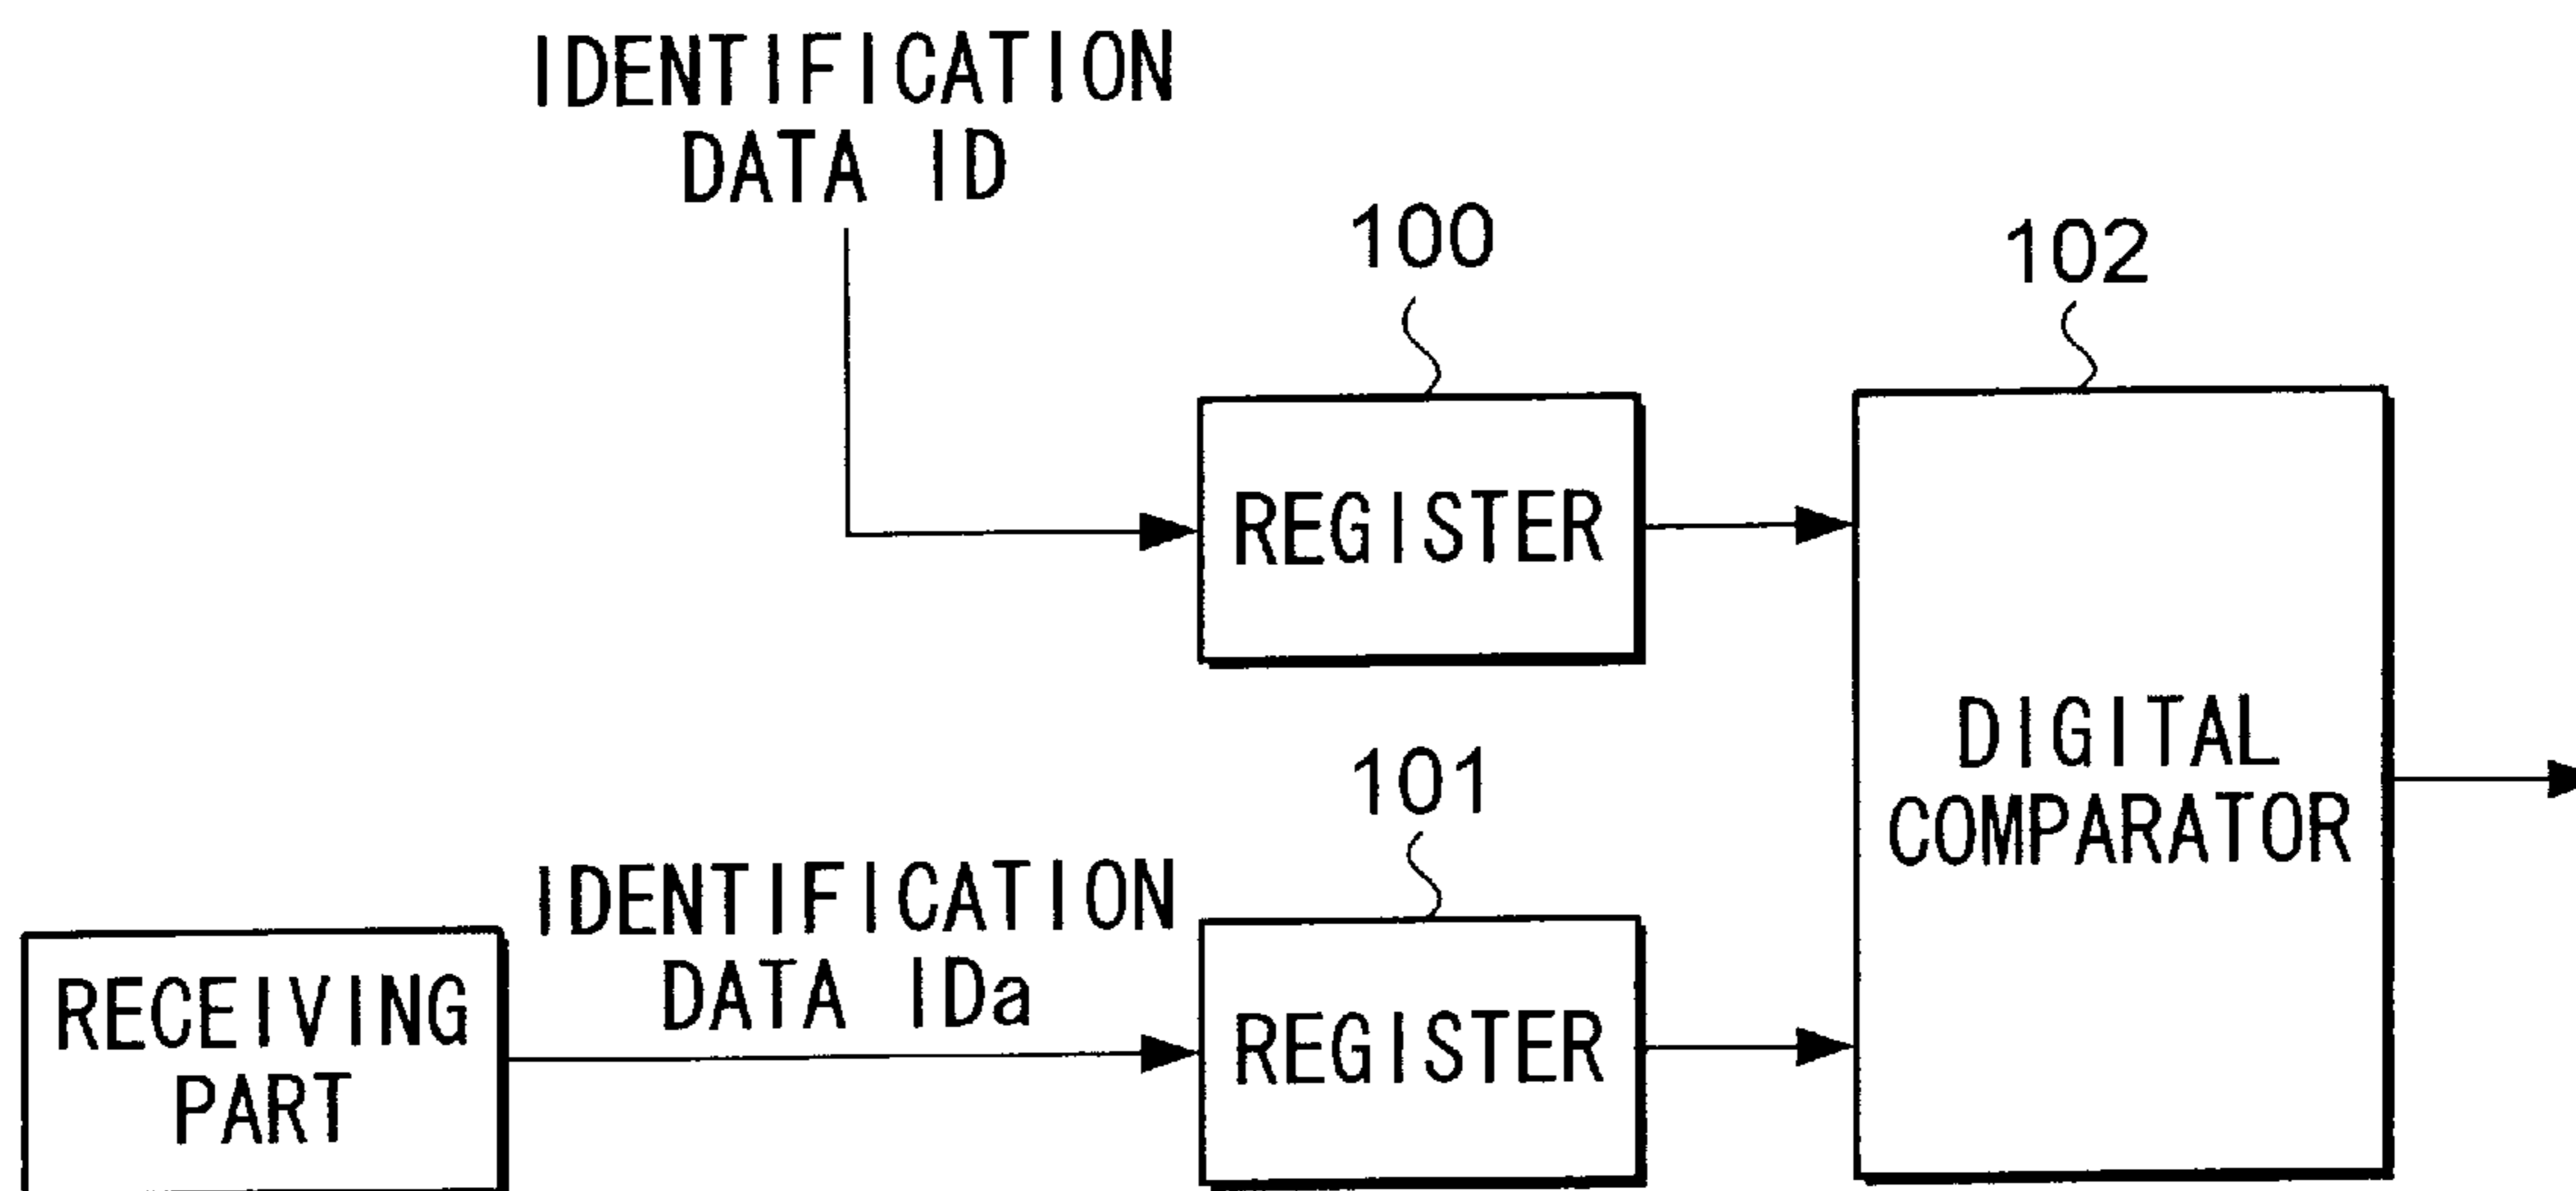 IDENTIFICATION
DATA ID
100
102
REGISTER
DIGITAL
COMPARATOR
101
IDENTIFICATION
DATA IDa
RECEIVING
PART
REGISTER